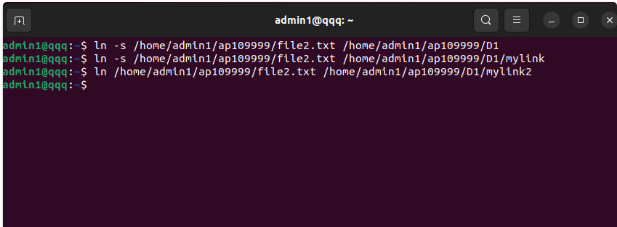 admin1@qqq: ~
admin1@qqq:~$ ln -s /home/admin1/ap109999/file2.txt /home/admin1/ap109999/D1
admin1@qqq:~$ ln -s /home/admin1/ap109999/file2.txt /home/admin1/ap109999/D1/mylink
admin1@qqq:~$ ln /home/admin1/ap109999/file2.txt /home/admin1/ap109999/D1/mylink2
admin1@qqq:~$